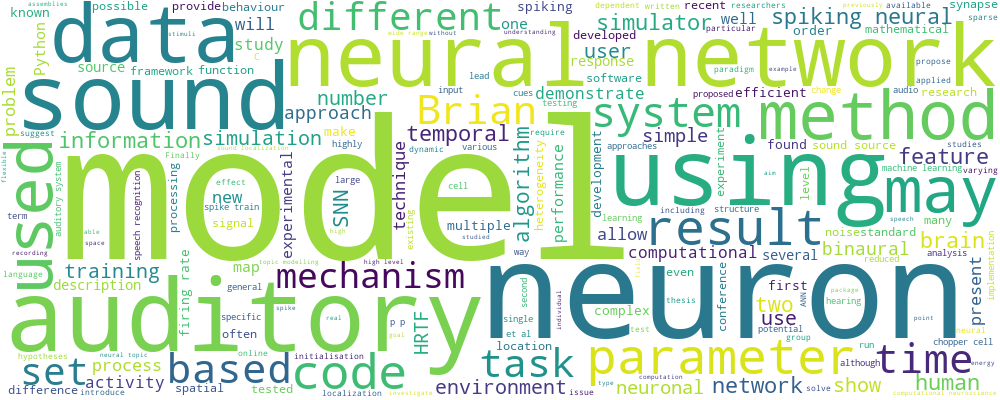 assemblies
known
possible
provide
behaviour
different
one
spiking
simulator
recent
researchers
well
dependent
written
previously
available
synapse
stimuli
data
will
wide range
without
understanding
developed
particular
spiking neural
sparse
Python
study
C
user
order
mathematical
source
neural network
response
paradigm
example
propose
problem
framework
function
lead
software
change
applied
sound
number
input
cues
demonstrate
testing
proposed
efficient
audio
research
suggest
approach
Brian
system
method
information
simulation
make
temporal
require
simple
found
sound source
studies
flexible
Finally
sound localization
highly
dynamic
various
approaches
feature
machine learning
varying
used
auditory system
processing
experimental
SNN
technique
algorithm
heterogeneity
performance
development
experiment
aim
level
may
model
using
speech recognition
effect
large
cell
learning
able
new
spike train
existing
including
structure
speech
many
term
signal
high
multiple
allow
result
noise
standard
space
studied
several
binaural
reduced
recording
way
computational
brain
analysis
language
training
map
topic modelling
high level
even
implementation
description
mechanism
neuron
first
present
auditory
firing rate
general
second
thesis
ANN
package
hearing
conference
two
specific
spike
real
p p
HRTF
single
complex
use
individual
et al
test
potential
point
neural
often
goal
group
chopper cell
hypotheses
neural topic
online
initialisation
location
parameter
run
although
energy
set
process
based
code
task
time
activity
environment
neuronal
type
computation
network
solve
show
human
difference
tested
introduce
spatial
localization
investigate
issue
computational neuroscience